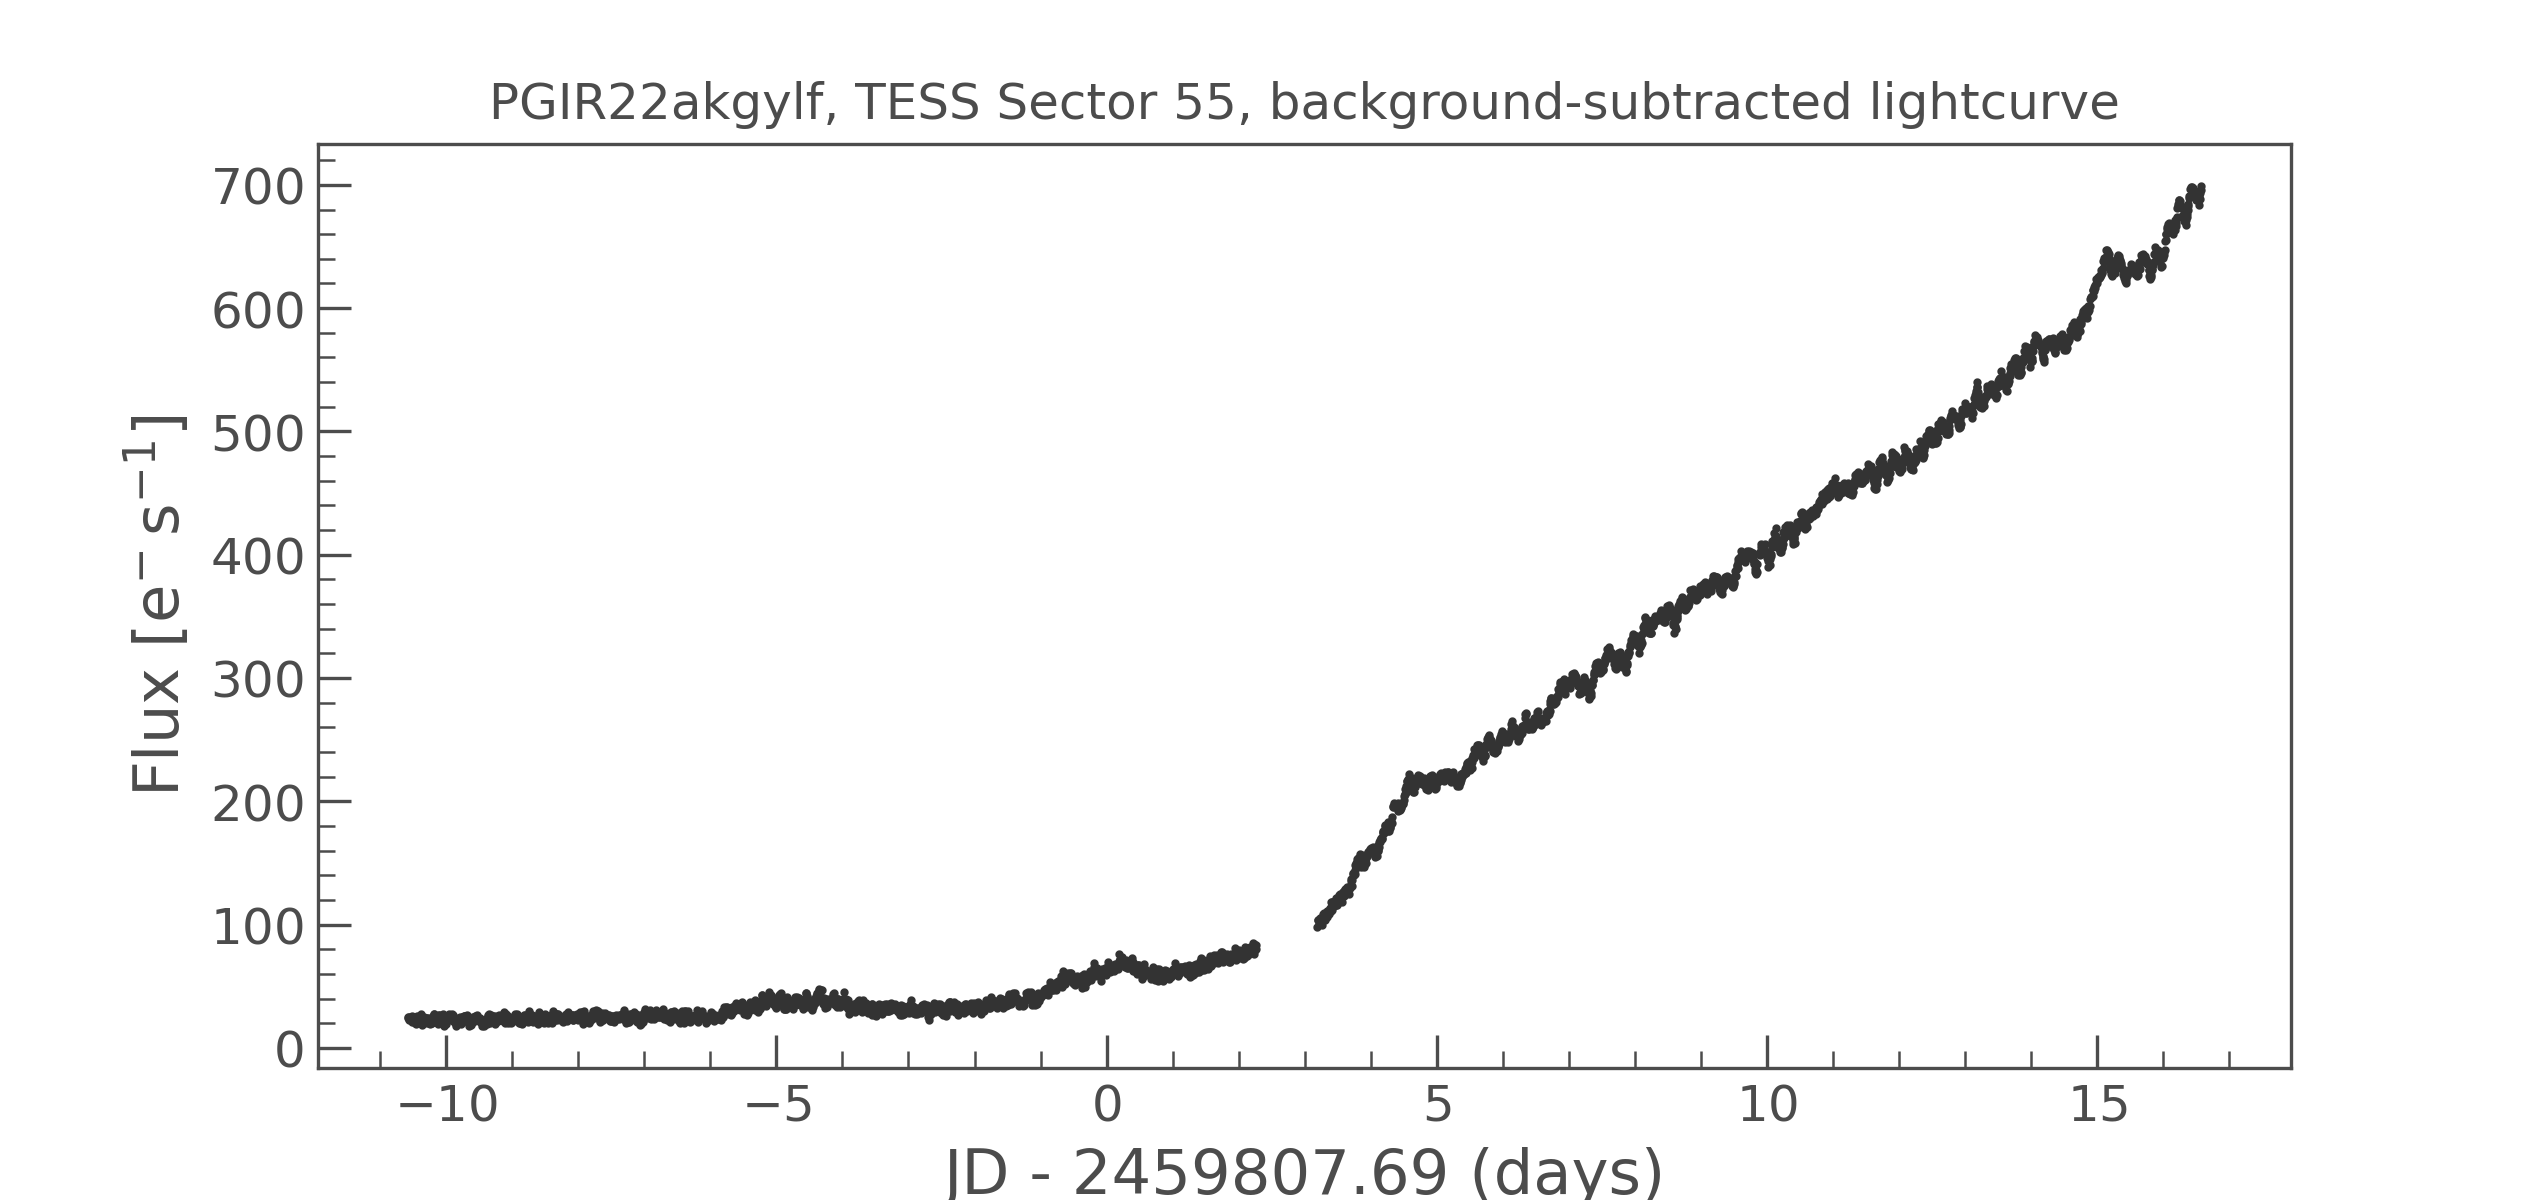 PGIR22akgylf, TESS Sector 55, background-subtracted lightcurve
Flux [e⁻ s⁻¹]
700
600
500
400
300
200
100
0
−10 −5 0 5 10 15
JD - 2459807.69 (days)